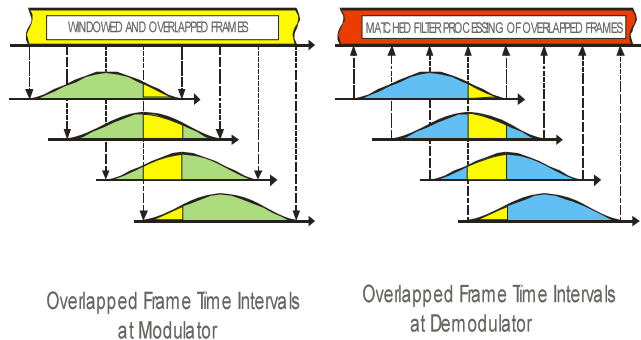 WINDOWED AND OVERLAPPED FRAMES
MATCHED FILTER PROCESSING OF OVERLAPPED FRAMES
Overlapped Frame Time Intervals
at Modulator
Overlapped Frame Time Intervals
at Demodulator